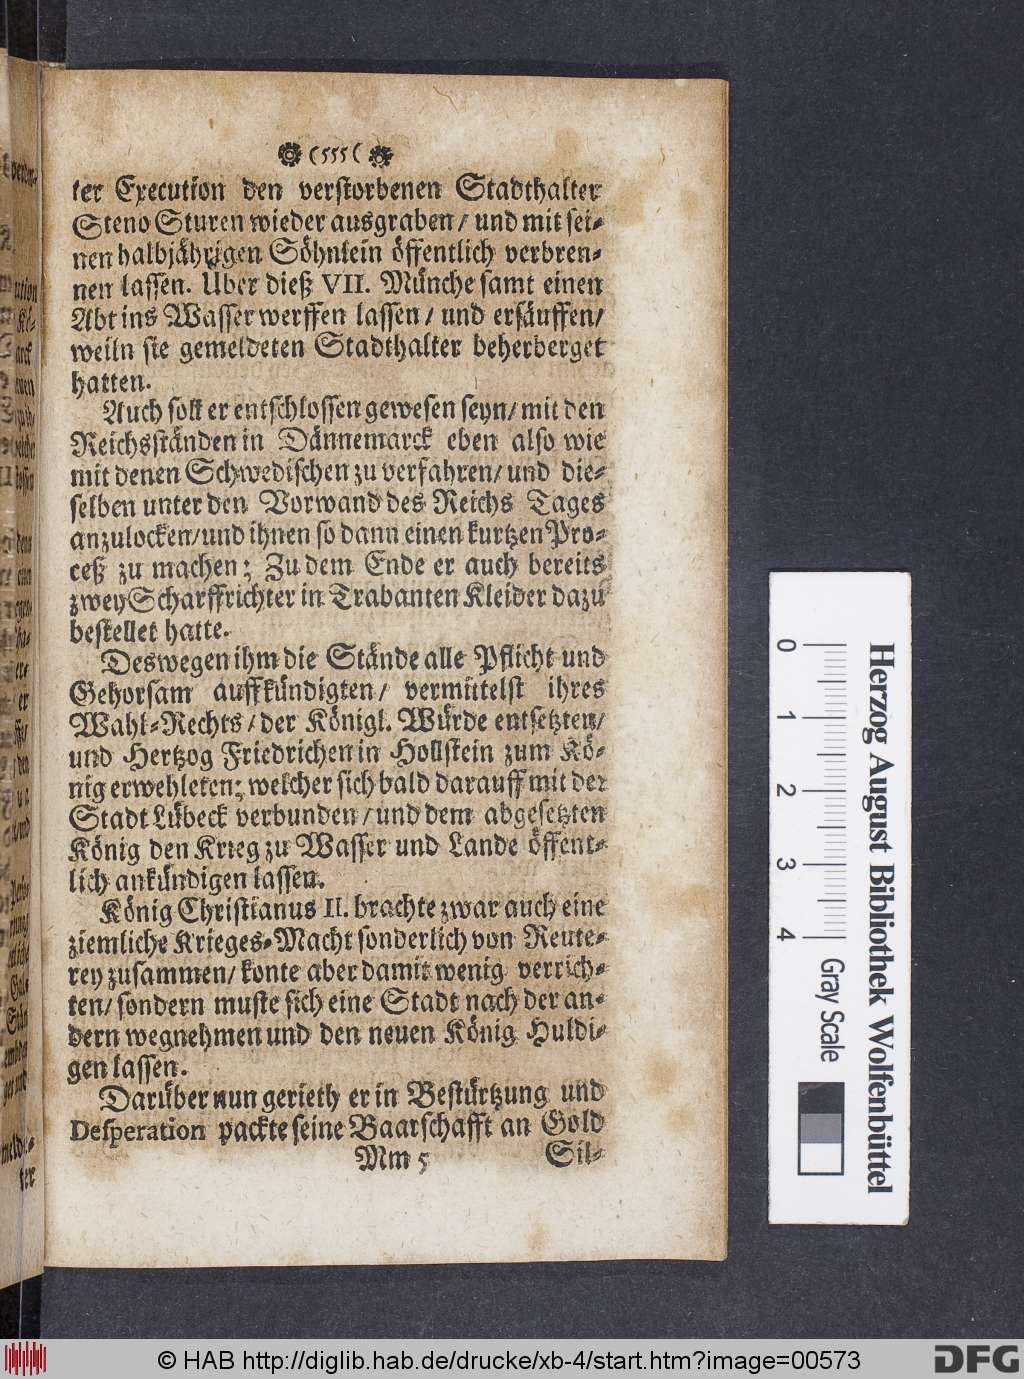 (555(
ter Execution den verstorbenen Stadthalter
Steno Sturen wieder ausgraben/ und mit sei-
nen halbjährigen Söhnlein öffentlich verbren-
nen lassen. Über dieß VII. Münche samt einen
Abt ins Wasser werffen lassen/ und ersäuffen/
weiln sie gemeldeten Stadthalter beherberget
hatten.
Auch soll er entschlossen gewesen seyn/ mit den
Reichsständen in Dännemarck eben also wie
mit denen Schwedischen zu verfahren/ und die-
selben unter den Vorwand des Reichs Tages
anzulocken/ und ihnen so dann einen kurtzen Pro-
ceß zu machen; Zu dem Ende er auch bereits
zwey Scharffrichter in Trabanten Kleider dazu
bestellet hatte.
Deswegen ihm die Stände alle Pflicht und
Gehorsam auffkündigten/ vermittelst ihres
Wahl-Rechts/ der Königl. Würde entsetzten/
und Hertzog Friedrichen in Hollstein zum Kö-
nig erwehleten; welcher sich bald darauff mit der
Stadt Lübeck verbunden/ und dem abgesetzten
König den Krieg zu Wasser und Lande öffent-
lich ankündigen lassen.
König Christianus II. brachte zwar auch eine
ziemliche Krieges-Macht sonderlich von Reute-
rey zusammen/ konte aber damit wenig verrich-
ten/ sondern muste sich eine Stadt nach der an-
dern wegnehmen und den neuen König Huldi-
gen lassen.
Darüber nun gerieth er in Bestürtzung und
Desperation packte seine Baarschafft an Gold
Mm 5 Sil-
Herzog August Bibliothek Wolfenbüttel
0 1 2 3 4 Gray Scale
© HAB http://diglib.hab.de/drucke/xb-4/start.htm?image=00573
DFG